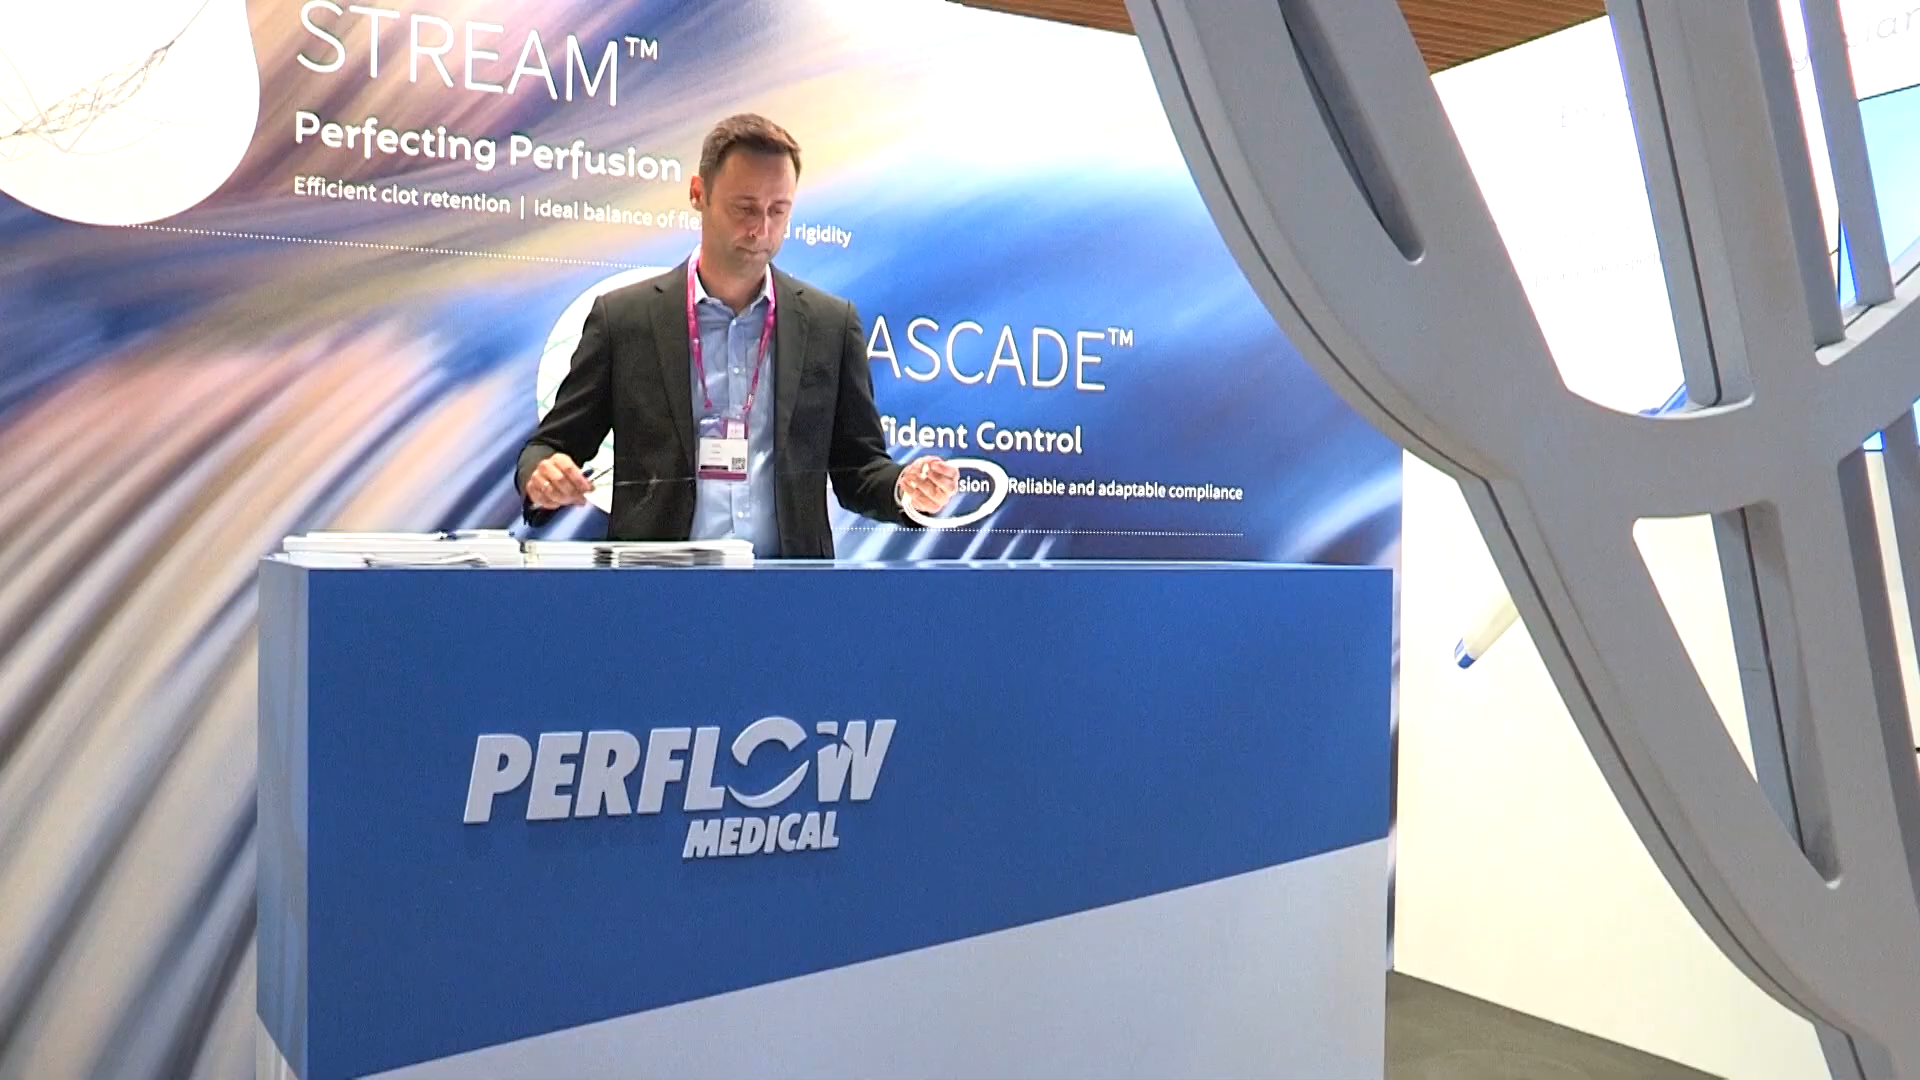 STREAM™
Perfecting Perfusion
Efficient clot retention | Ideal balance of rigidity
ASCADE™
fident Control
sion Reliable and adaptable compliance
PERFLOW
MEDICAL